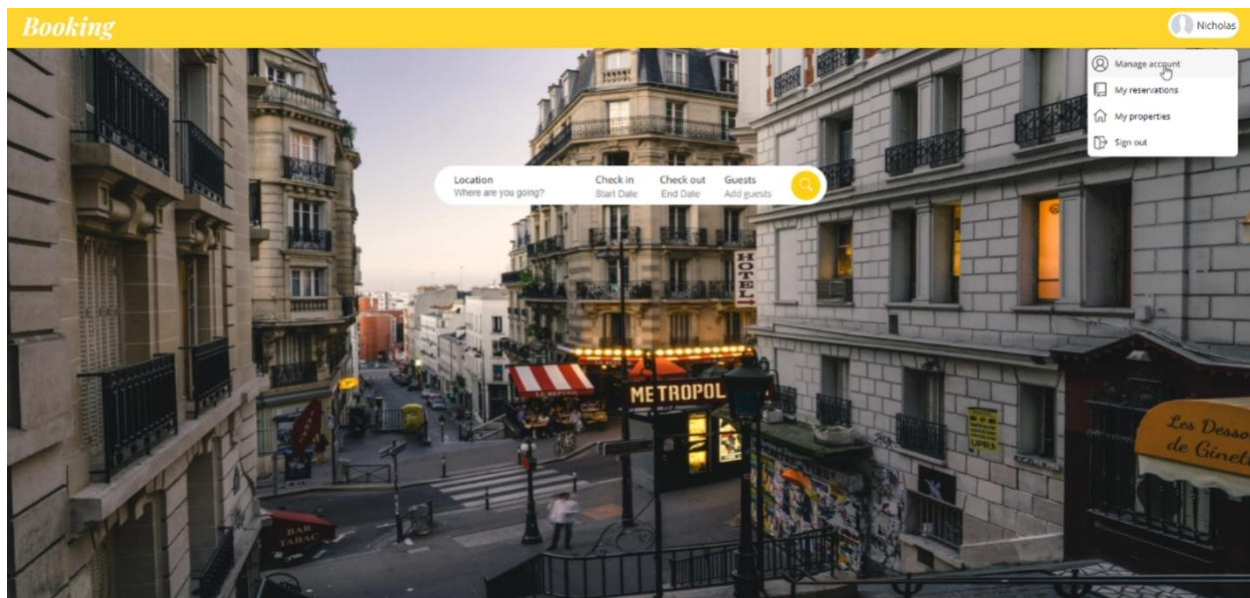 Booking
Nicholas
Manage account
My reservations
My properties
Sign out
Location
Check in
Check out
Guests
Where are you going?
Start Date
End Date
Add guests
HOTEL
METROPOL
Les Desso
de Ginett
BAR
TABAC